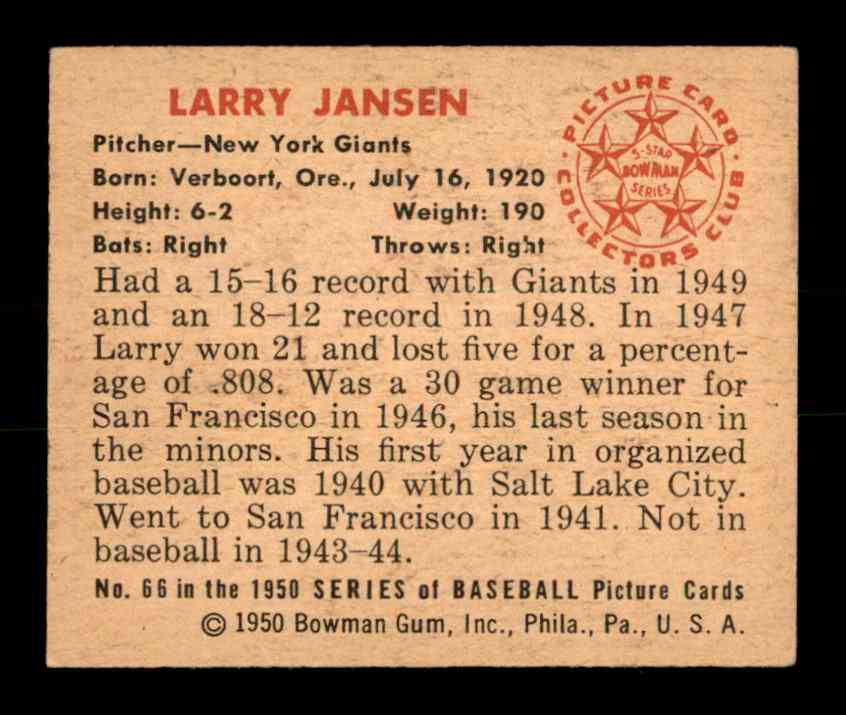 LARRY JANSEN
Pitcher—New York Giants
Born: Verboort, Ore., July 16, 1920
Height: 6-2 Weight: 190
Bats: Right Throws: Right
PICTURE CARD
COLLECTORS CLUB
5-STAR
BOWMAN
SERIES
Had a 15–16 record with Giants in 1949
and an 18–12 record in 1948. In 1947
Larry won 21 and lost five for a percent-
age of .808. Was a 30 game winner for
San Francisco in 1946, his last season in
the minors. His first year in organized
baseball was 1940 with Salt Lake City.
Went to San Francisco in 1941. Not in
baseball in 1943–44.
No. 66 in the 1950 SERIES of BASEBALL Picture Cards
© 1950 Bowman Gum, Inc., Phila., Pa., U. S. A.